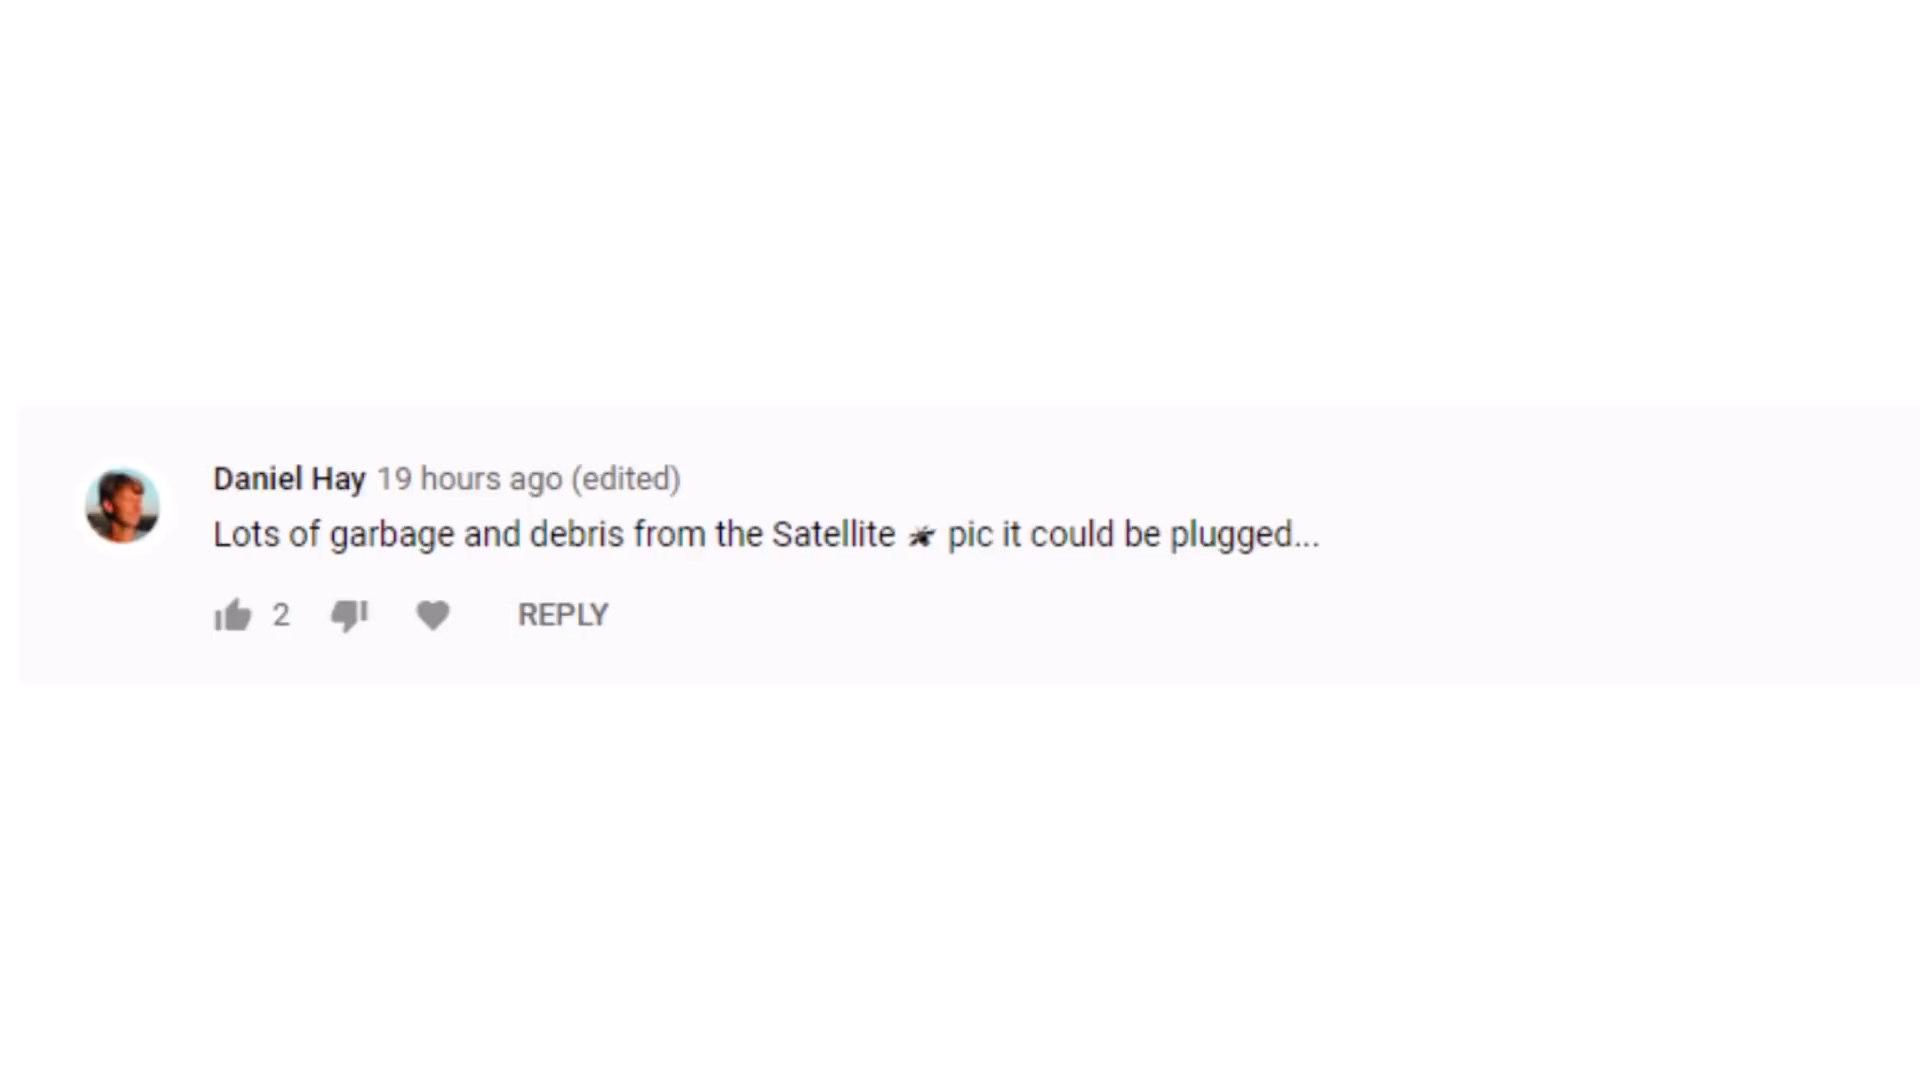 Daniel Hay 19 hours ago (edited)
Lots of garbage and debris from the Satellite 🛰 pic it could be plugged...
2 REPLY